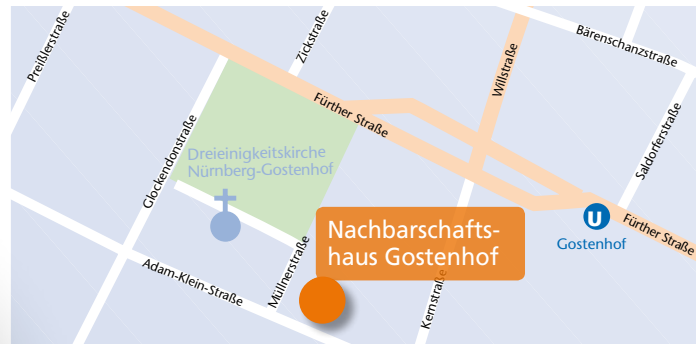 Preißlerstraße
Zickstraße
Willstraße
Bärenschanzstraße
Fürther Straße
Glockendonstraße
Dreieinigkeitskirche
Nürnberg-Gostenhof
Saldorferstraße
U
Gostenhof
Fürther Straße
Nachbarschafts-
haus Gostenhof
Müllnerstraße
Adam-Klein-Straße
Kernstraße